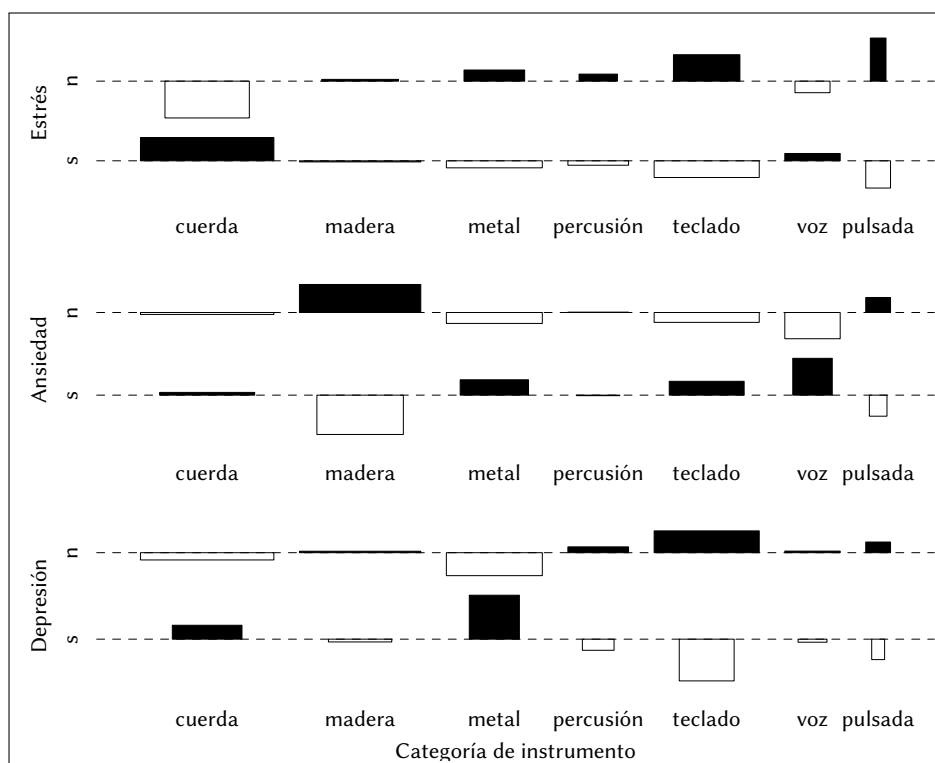 Estrés
n
s
cuerda madera metal percusión teclado voz pulsada
Ansiedad
n
s
cuerda madera metal percusión teclado voz pulsada
Depresión
n
s
cuerda madera metal percusión teclado voz pulsada
Categoría de instrumento